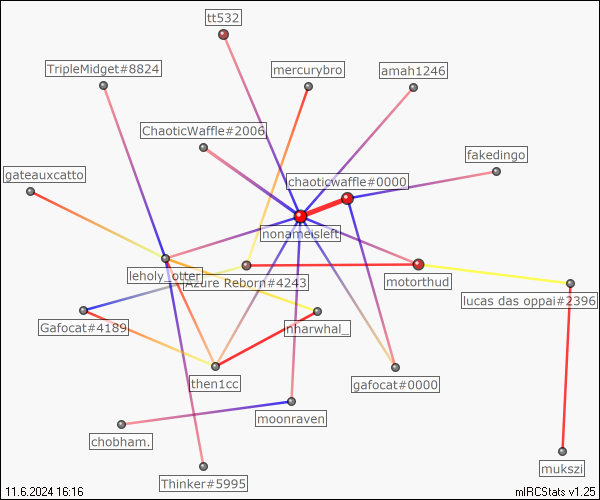 tt532
TripleMidget#8824
mercurybro
amah1246
ChaoticWaffle#2006
fakedingo
gateauxcatto
chaoticwaffle#0000
nonameisleft
leholy_otter
Azure Reborn#4243
motorthud
lucas das oppai#2396
Gafocat#4189
nharwhal_
then1cc
gafocat#0000
moonraven
chobham.
mukszi
Thinker#5995
11.6.2024 16:16
mIRCStats v1.25